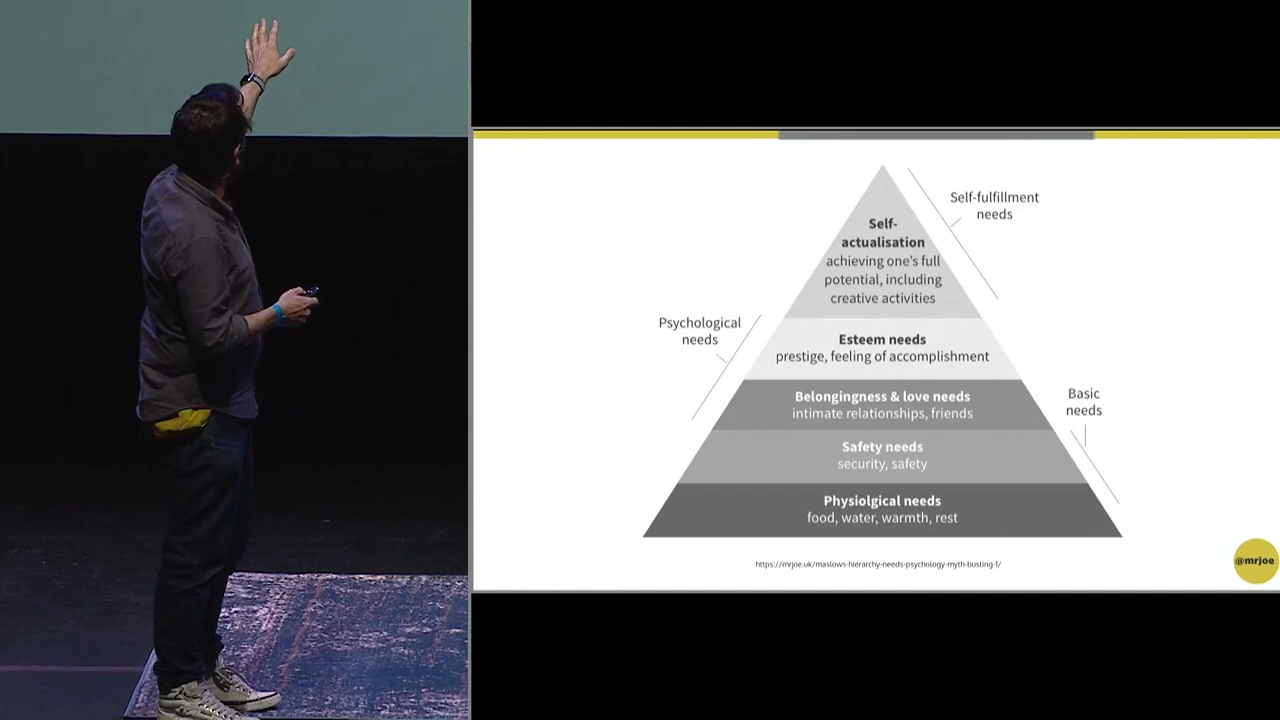 Self-fulfillment
needs
Self-
actualisation
achieving one's full
potential, including
creative activities
Psychological
needs
Esteem needs
prestige, feeling of accomplishment
Basic
needs
Belongingness & love needs
intimate relationships, friends
Safety needs
security, safety
Physiolgical needs
food, water, warmth, rest
https://mrjoe.uk/maslows-hierarchy-needs-psychology-myth-busting-1/
@mrjoe